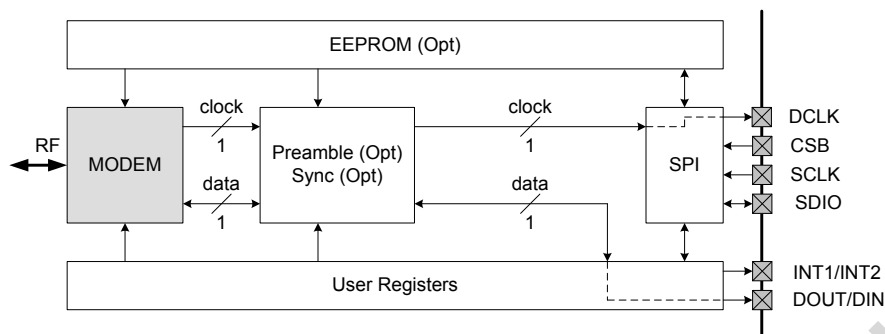 EEPROM (Opt)
RF
MODEM
clock
1
data
1
Preamble (Opt)
Sync (Opt)
clock
1
data
1
SPI
DCLK
CSB
SCLK
SDIO
User Registers
INT1/INT2
DOUT/DIN